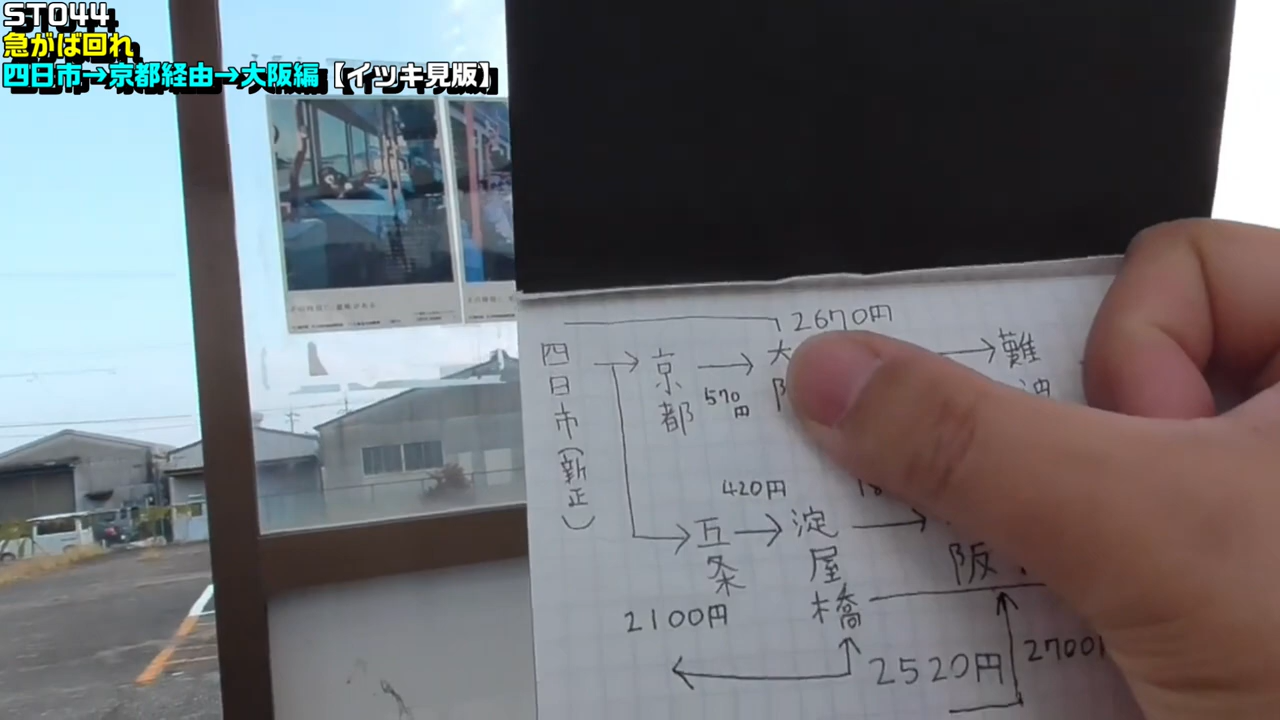 ST044
急がば回れ
四日市→京都経由→大阪編【イツキ見版】
2670円
四日市(新正)
→
京都
→
570円
大
→
難
420円
五条
→
淀屋橋
→
阪
2100円
2520円
2700